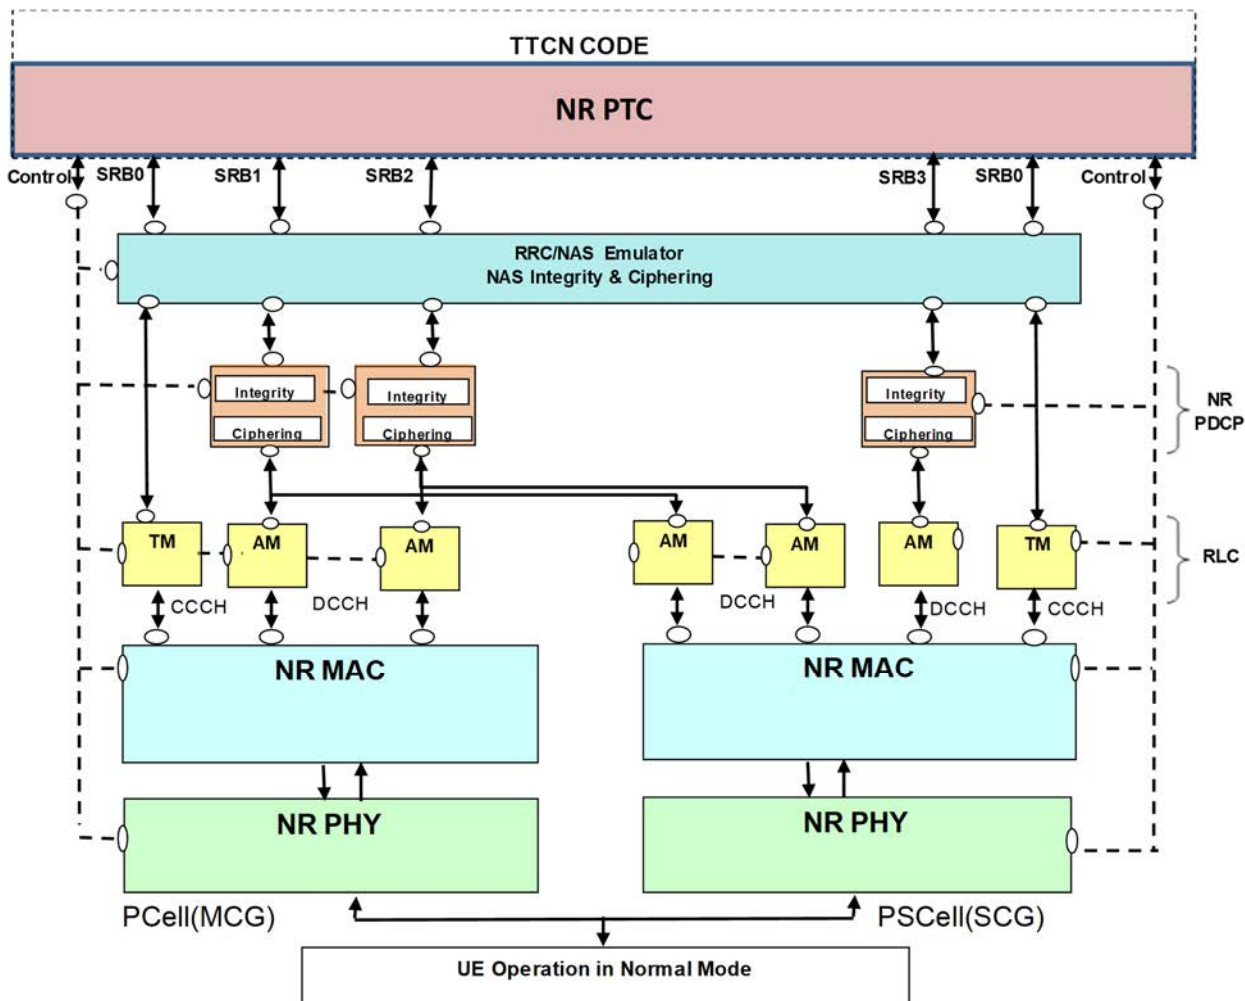 TTCN CODE
NR PTC
Control
SRB0
SRB1
SRB2
SRB3
SRB0
Control
RRC/NAS Emulator
NAS Integrity & Ciphering
Integrity
Ciphering
Integrity
Ciphering
Integrity
Ciphering
NR
PDCP
TM
AM
AM
AM
AM
AM
TM
RLC
CCCH
DCCH
DCCH
DCCH
CCCH
NR MAC
NR MAC
NR PHY
NR PHY
PCell(MCG)
PSCell(SCG)
UE Operation in Normal Mode